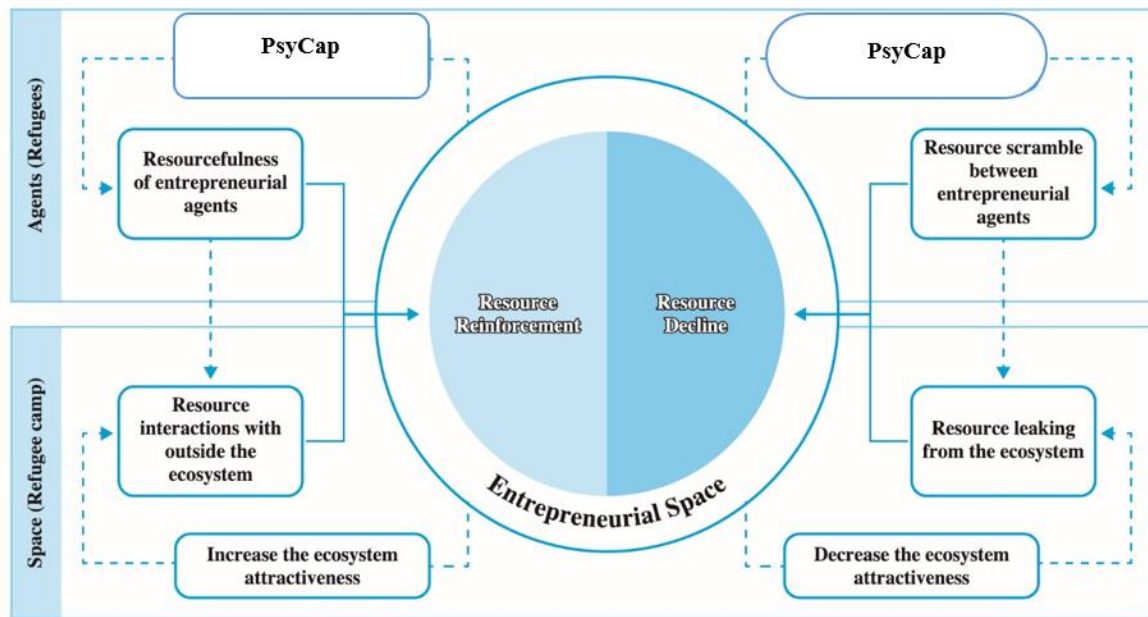 Agents (Refugees)
PsyCap
PsyCap
Resourcefulness
of entrepreneurial
agents
Resource scramble
between
entrepreneurial
agents
Resource
Reinforcement
Resource
Decline
Space (Refugee camp)
Resource
interactions with
outside the
ecosystem
Resource leaking
from the ecosystem
Entrepreneurial Space
Increase the ecosystem
attractiveness
Decrease the ecosystem
attractiveness